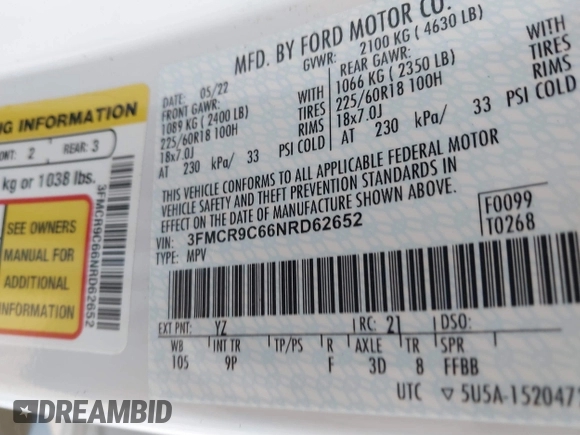 MFD. BY FORD MOTOR CO.
DATE: 05/22
GVWR: 2100 KG ( 4630 LB)
FRONT GAWR:
1089 KG ( 2400 LB)
225/60R18 100H
18x7.0J
AT 230 kPa/ 33 PSI COLD
WITH
TIRES
RIMS
REAR GAWR:
1066 KG ( 2350 LB)
225/60R18 100H
18x7.0J
AT 230 kPa/ 33 PSI COLD
WITH
TIRES
RIMS
THIS VEHICLE CONFORMS TO ALL APPLICABLE FEDERAL MOTOR
VEHICLE SAFETY AND THEFT PREVENTION STANDARDS IN
EFFECT ON THE DATE OF MANUFACTURE SHOWN ABOVE.
VIN: 3FMCR9C66NRD62652
TYPE: MPV
F0099
T0268
EXT PNT: YZ RC: 21 DSO:
WB INT TR TP/PS R AXLE TR SPR
105 9P F 3D 8 FFBB
UTC ▽ 5U5A-1520472
INFORMATION
FRONT: 2 REAR: 3
kg or 1038 lbs.
SEE OWNERS
MANUAL FOR
ADDITIONAL
INFORMATION
3FMCR9C66NRD62652
DREAMBID